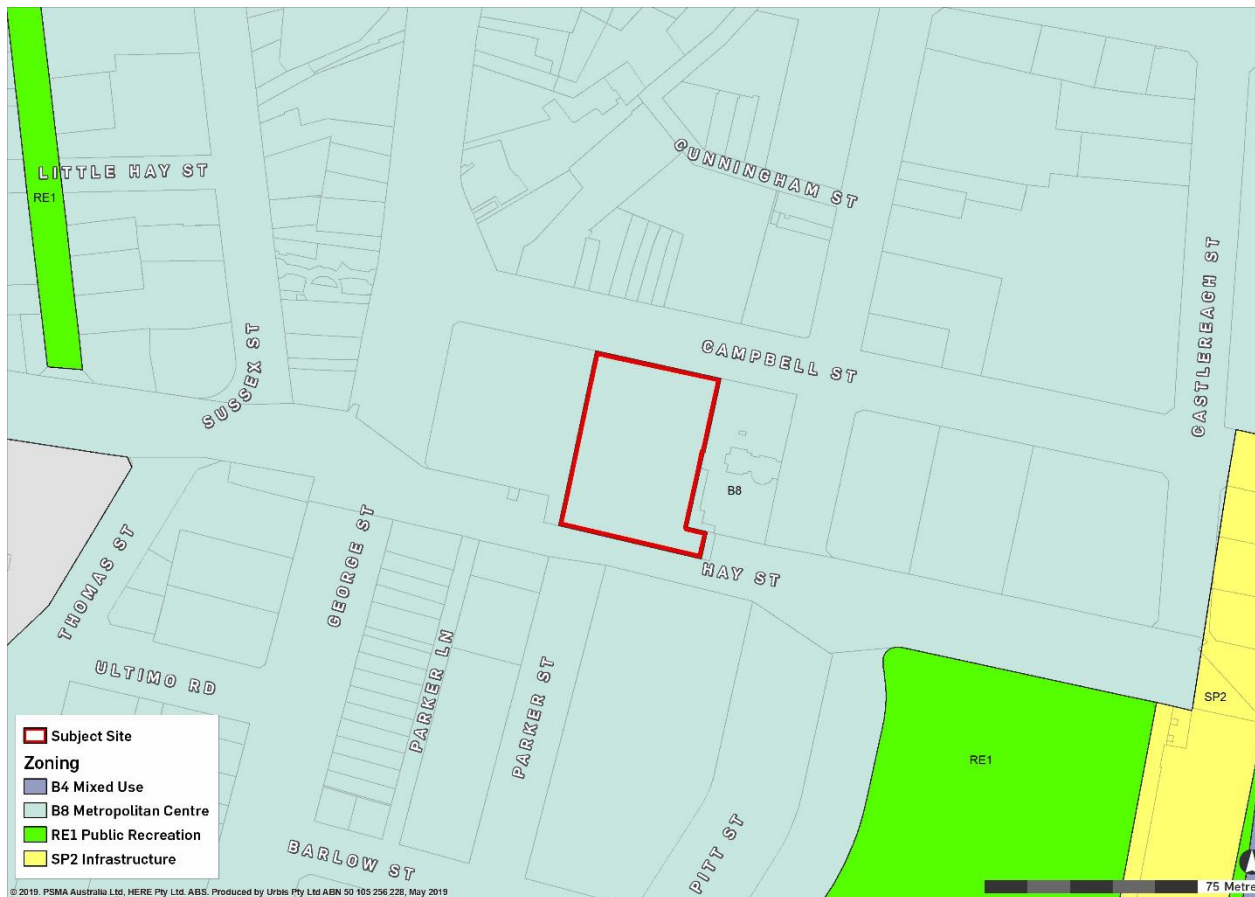 LITTLE HAY ST
RE1
CUNNINGHAM ST
CASTLEREAGH ST
SUSSEX ST
CAMPBELL ST
B8
THOMAS ST
GEORGE ST
HAY ST
ULTIMO RD
PARKER LN
PARKER ST
SP2
RE1
PITT ST
BARLOW ST
Subject Site
Zoning
B4 Mixed Use
B8 Metropolitan Centre
RE1 Public Recreation
SP2 Infrastructure
© 2019. PSMA Australia Ltd, HERE Pty Ltd. ABS. Produced by Urbis Pty Ltd ABN 50 105 256 228, May 2019
75 Metre